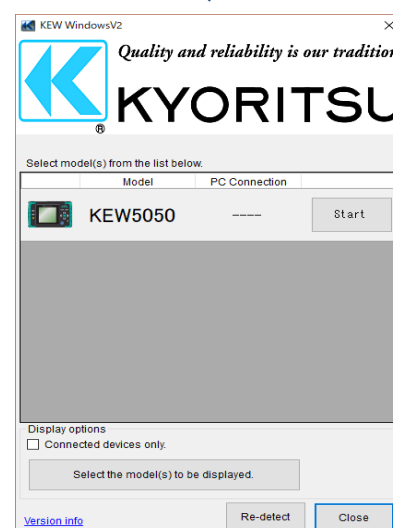 KEW WindowsV2
Quality and reliability is our tradition
KYORITSU
®
Select model(s) from the list below.
Model PC Connection
KEW5050 ---- Start
Display options
Connected devices only.
Select the model(s) to be displayed.
Version info Re-detect Close